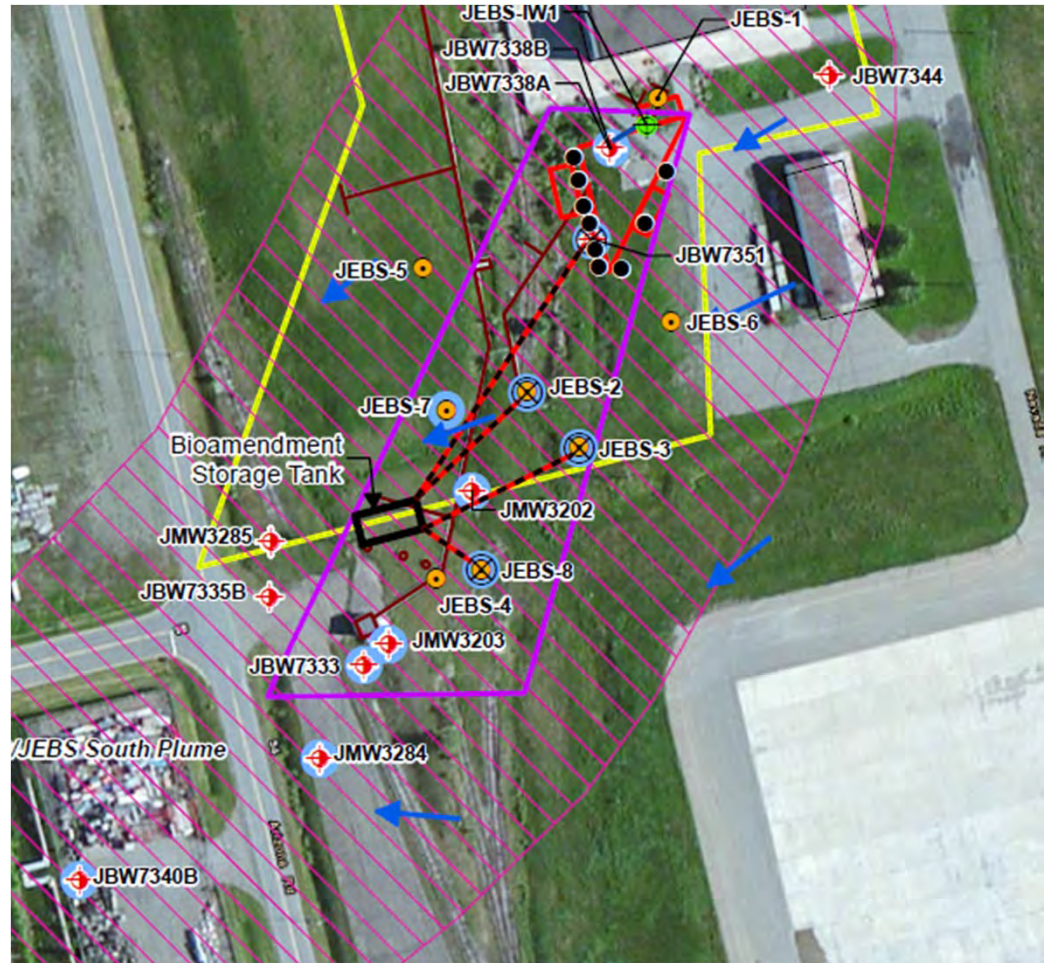 JEBS-IW1
JEBS-1
JBW7338B
JBW7338A
JBW7344
JBW7351
JEBS-5
JEBS-6
JEBS-2
JEBS-7
Bioamendment
Storage Tank
JEBS-3
JMW3202
JMW3285
JEBS-8
JBW7335B
JEBS-4
JMW3203
JBW7333
/JEBS South Plume
JMW3284
JBW7340B